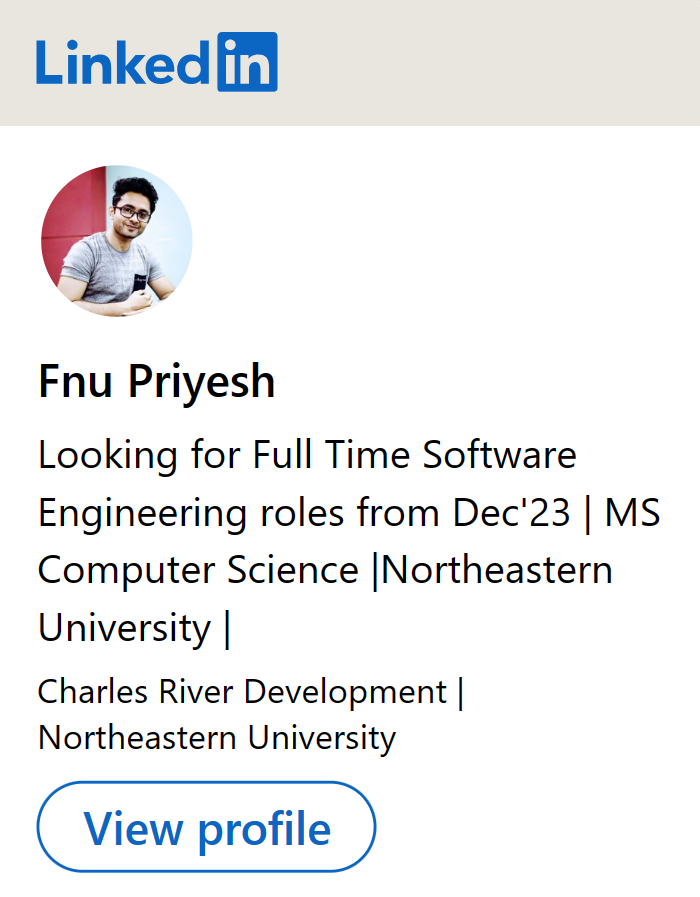 LinkedIn
Fnu Priyesh
Looking for Full Time Software
Engineering roles from Dec'23 | MS
Computer Science |Northeastern
University |
Charles River Development |
Northeastern University
View profile